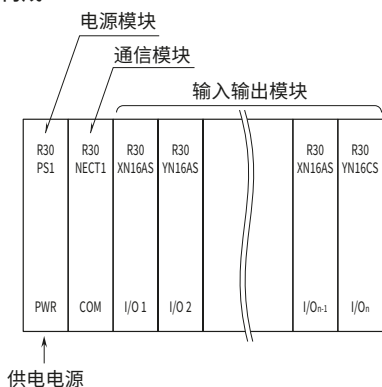 电源模块
通信模块
输入输出模块
R30 PS1
R30 NECT1
R30 XN16AS
R30 YN16AS
R30 XN16AS
R30 YN16CS
PWR
COM
I/O 1
I/O 2
I/On-1
I/On
供电电源